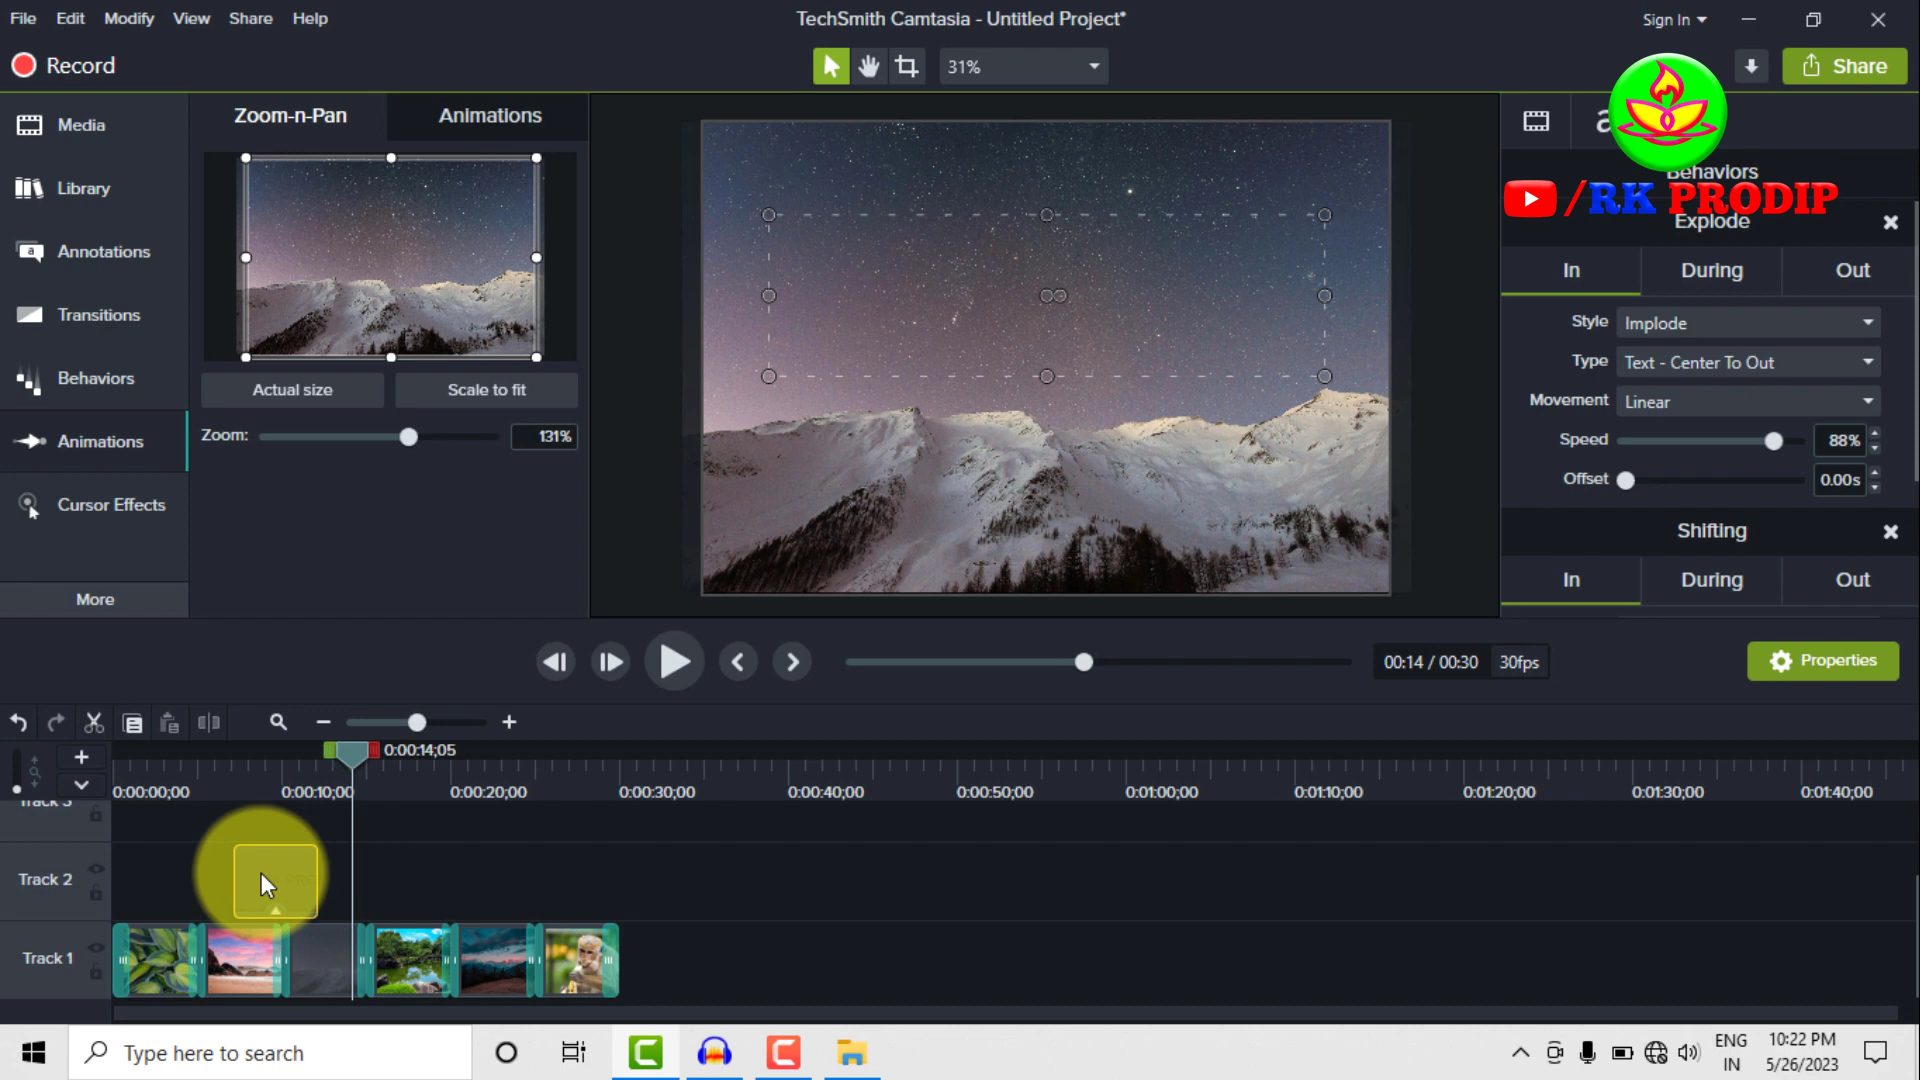 File Edit Modify View Share Help
TechSmith Camtasia - Untitled Project*
Sign In
Record
31%
Share
Media
Library
Annotations
Transitions
Behaviors
Animations
Cursor Effects
More
Zoom-n-Pan Animations
Actual size Scale to fit
Zoom: 131%
a
Behaviors
/RK PRODIP
Explode
In During Out
Style Implode
Type Text - Center To Out
Movement Linear
Speed 88%
Offset 0.00s
Shifting
In During Out
00:14 / 00:30 30fps
Properties
0:00:14;05
0:00:00;00 0:00:10;00 0:00:20;00 0:00:30;00 0:00:40;00 0:00:50;00 0:01:00;00 0:01:10;00 0:01:20;00 0:01:30;00 0:01:40;00
Track 3
Track 2
Track 1
Type here to search
ENG
IN
10:22 PM
5/26/2023